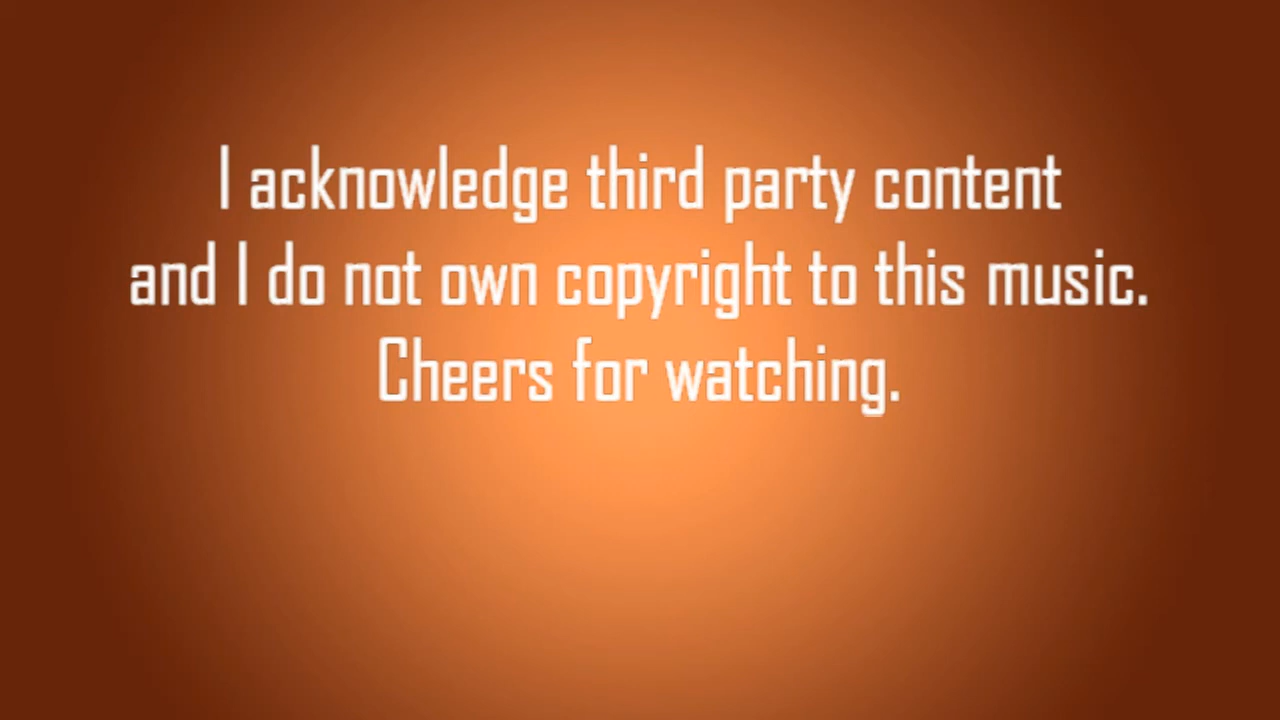 I acknowledge third party content
and I do not own copyright to this music.
Cheers for watching.